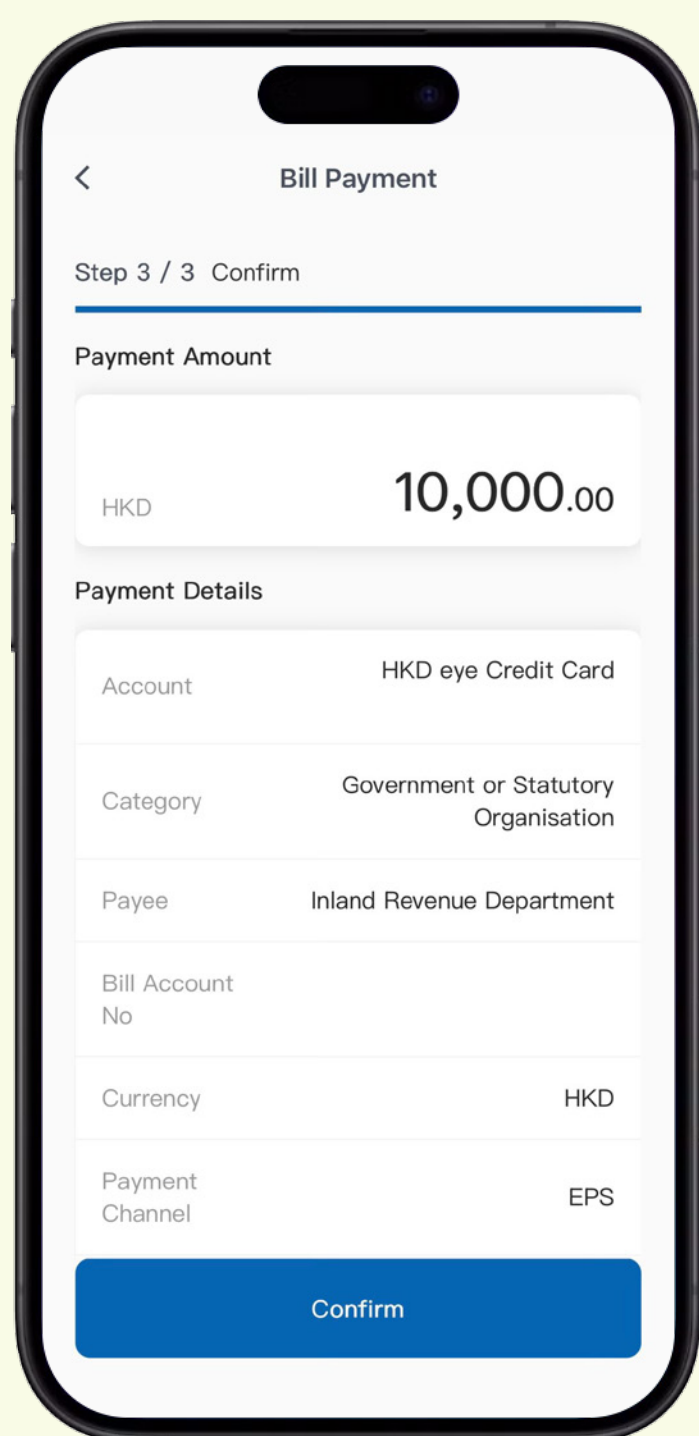 Bill Payment
Step 3 / 3 Confirm
Payment Amount
HKD 10,000.00
Payment Details
Account HKD eye Credit Card
Category Government or Statutory
Organisation
Payee Inland Revenue Department
Bill Account
No
Currency HKD
Payment
Channel EPS
Confirm